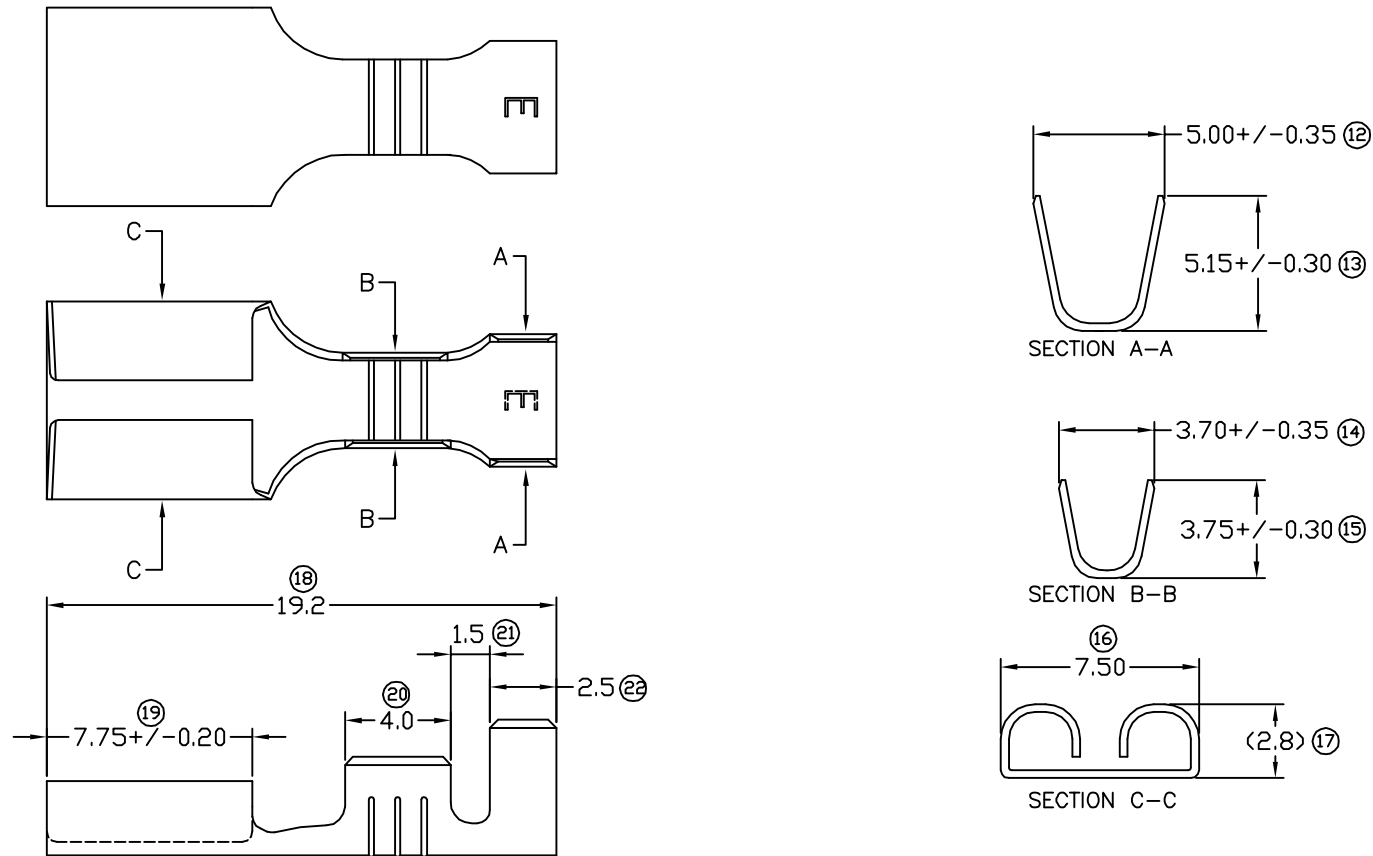 E
C
B
A
E
B
A
C
18
19.2
1.5 21
2.5 22
20
4.0
19
7.75+/-0.20
5.00+/-0.35 12
5.15+/-0.30 13
SECTION A-A
3.70+/-0.35 14
3.75+/-0.30 15
SECTION B-B
16
7.50
(2.8) 17
SECTION C-C